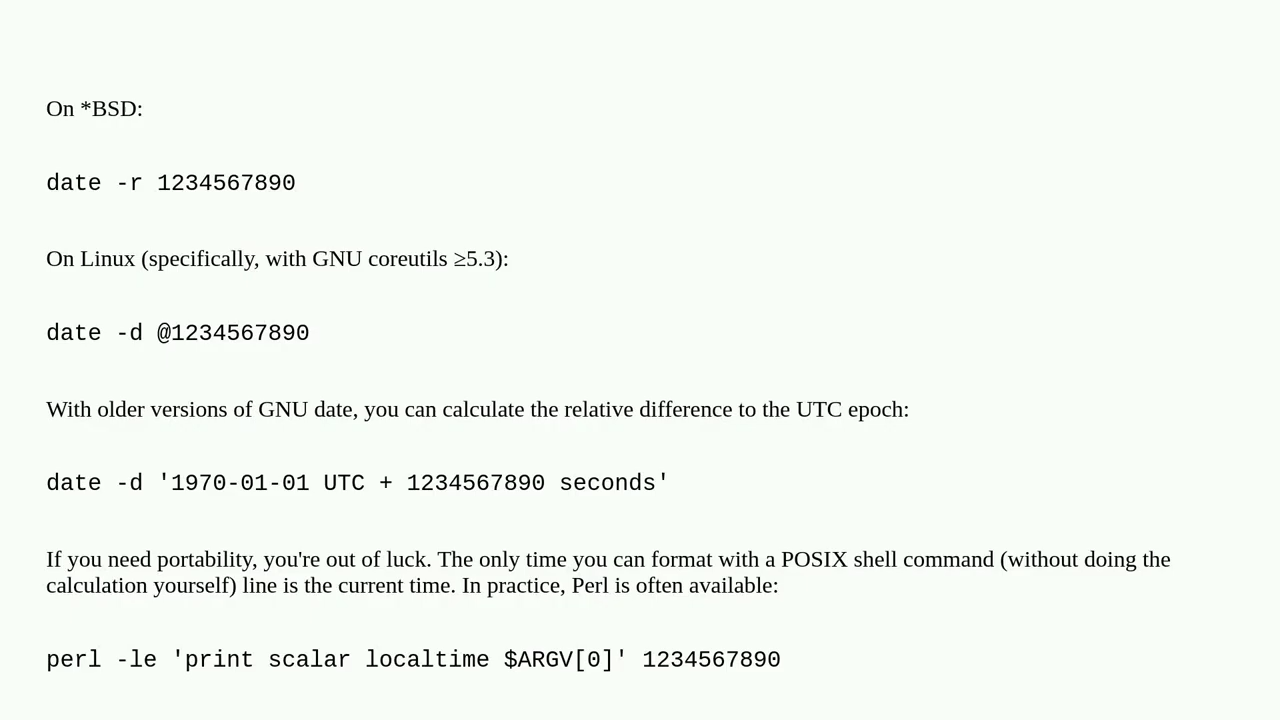 On *BSD:
date -r 1234567890
On Linux (specifically, with GNU coreutils ≥5.3):
date -d @1234567890
With older versions of GNU date, you can calculate the relative difference to the UTC epoch:
date -d '1970-01-01 UTC + 1234567890 seconds'
If you need portability, you're out of luck. The only time you can format with a POSIX shell command (without doing the
calculation yourself) line is the current time. In practice, Perl is often available:
perl -le 'print scalar localtime $ARGV[0]' 1234567890